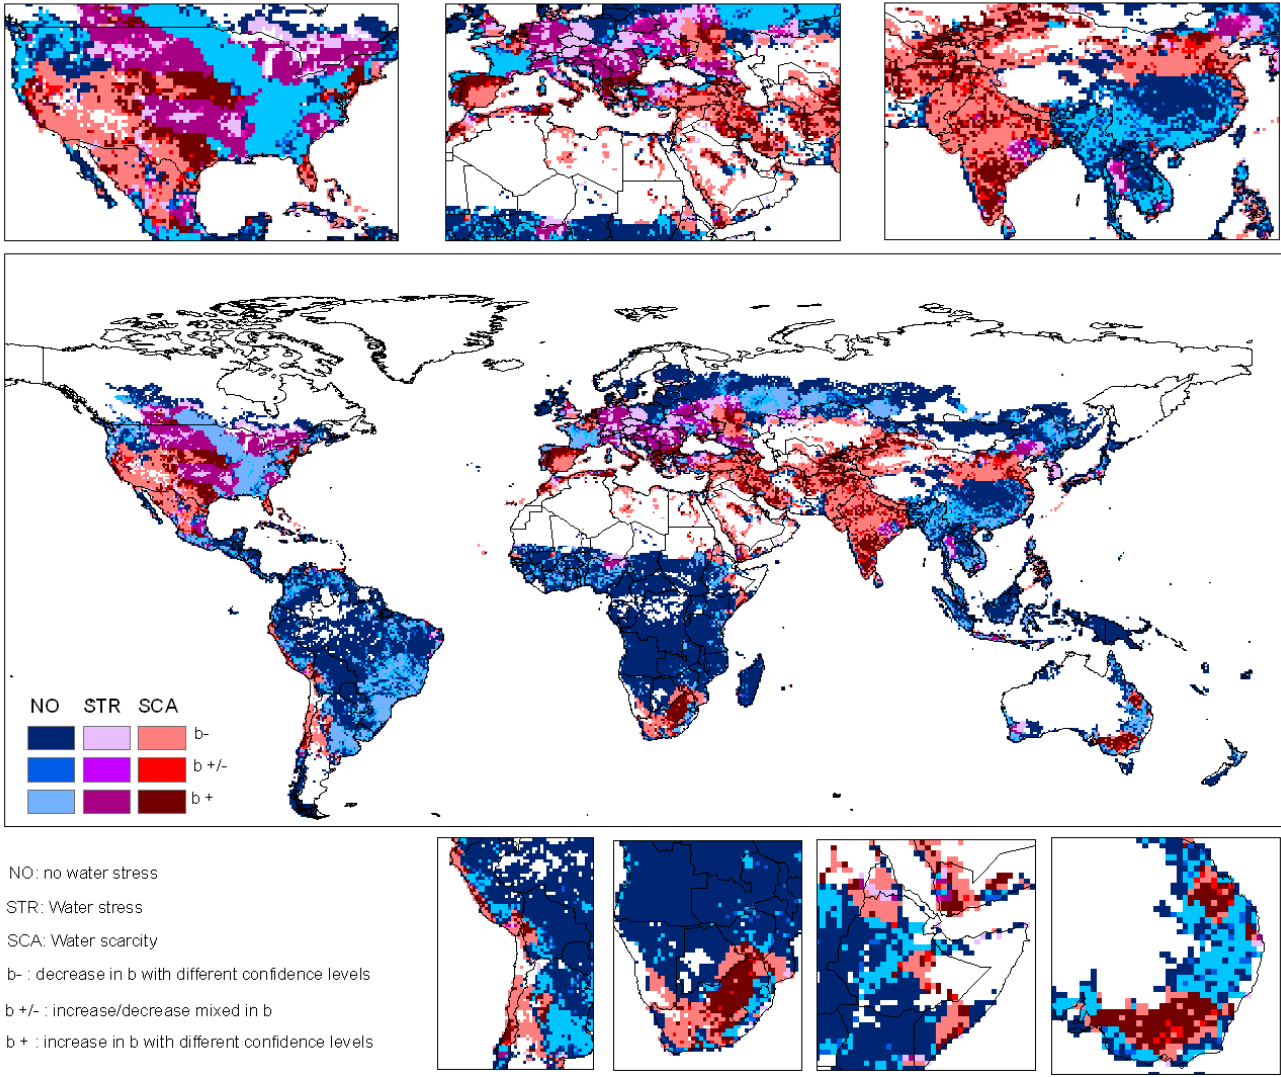 NO STR SCA
b-
b +/-
b +
NO: no water stress
STR: Water stress
SCA: Water scarcity
b- : decrease in b with different confidence levels
b +/- : increase/decrease mixed in b
b + : increase in b with different confidence levels